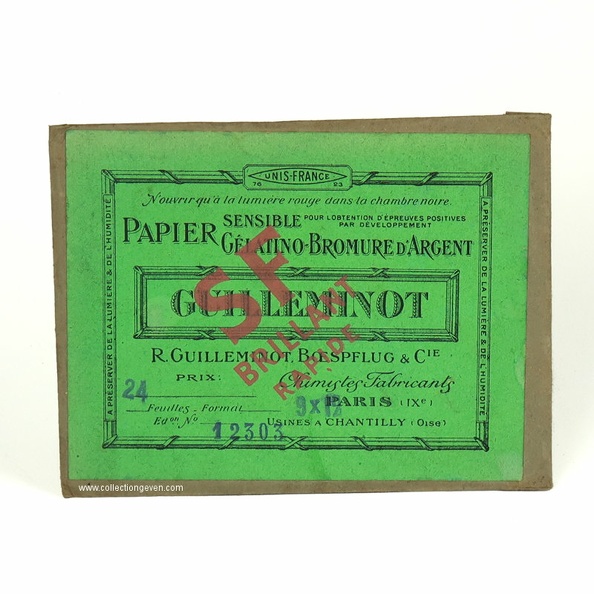 UNIS-FRANCE
76 23
N'ouvrir qu'à la lumière rouge dans la chambre noire.
PAPIER SENSIBLE POUR L'OBTENTION D'ÉPREUVES POSITIVES
PAR DÉVELOPPEMENT
GÉLATINO-BROMURE D'ARGENT
GUILLEMINOT
SF
BRILLANT
RAPIDE
R. GUILLEMINOT, BŒSPFLUG & CIE
PRIX: Chimistes Fabricants
24 PARIS (IXe)
Feuilles - Format 9x12
Edon No 12303 USINES A CHANTILLY (OISE)
A PRÉSERVER DE LA LUMIÈRE & DE L'HUMIDITÉ
A PRÉSERVER DE LA LUMIÈRE & DE L'HUMIDITÉ
www.collectiongeven.com